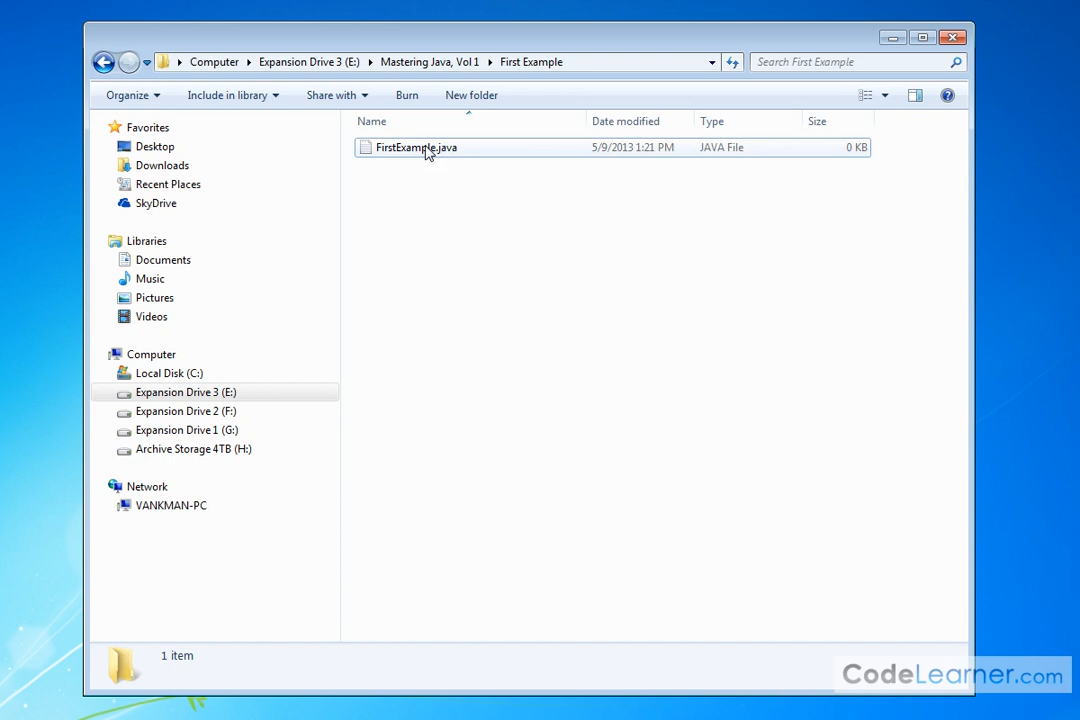 Computer Expansion Drive 3 (E:) Mastering Java, Vol 1 First Example Search First Example
Organize Include in library Share with Burn New folder
Name Date modified Type Size
FirstExample.java 5/9/2013 1:21 PM JAVA File 0 KB
Favorites
Desktop
Downloads
Recent Places
SkyDrive
Libraries
Documents
Music
Pictures
Videos
Computer
Local Disk (C:)
Expansion Drive 3 (E:)
Expansion Drive 2 (F:)
Expansion Drive 1 (G:)
Archive Storage 4TB (H:)
Network
VANKMAN-PC
1 item
CodeLearner.com